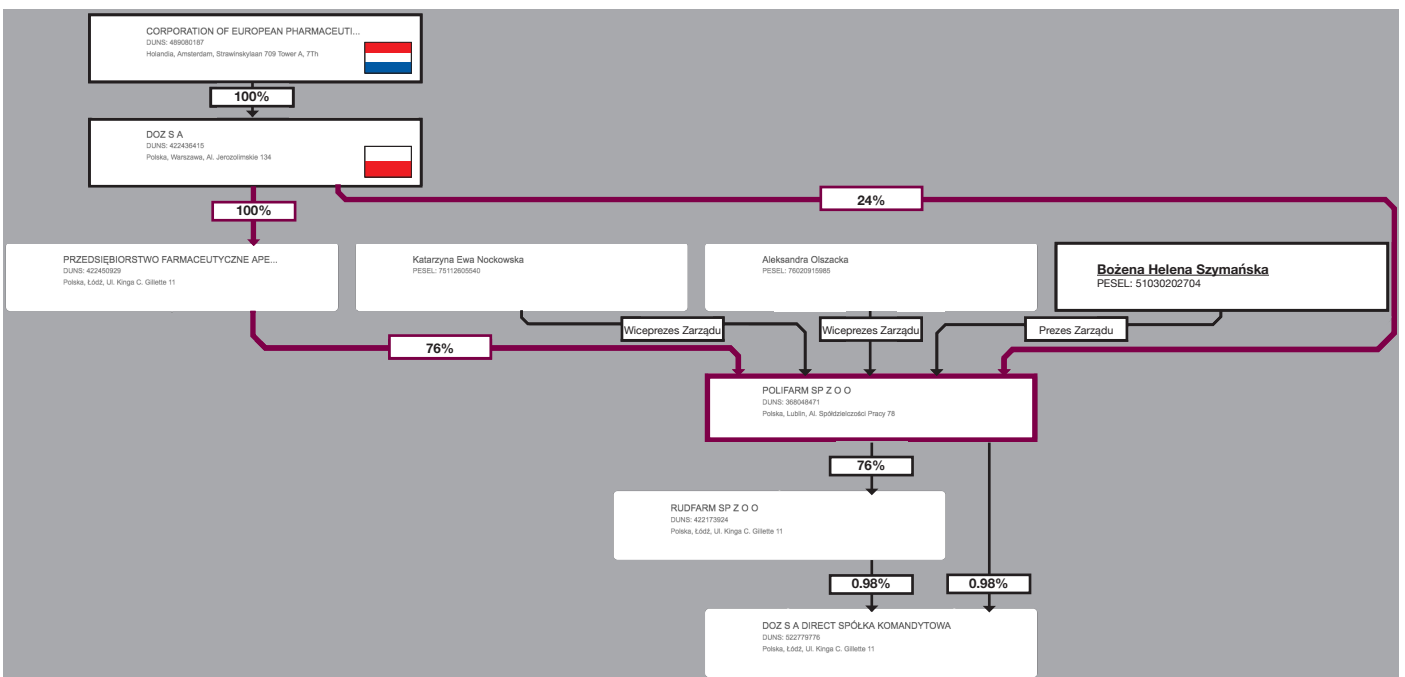 CORPORATION OF EUROPEAN PHARMACEUTI...
DUNS: 489080187
Holandia, Amsterdam, Strawinskylaan 709 Tower A, 7Th
100%
DOZ S A
DUNS: 422436415
Polska, Warszawa, Al. Jerozolimskie 134
100%
24%
PRZEDSIĘBIORSTWO FARMACEUTYCZNE APE...
DUNS: 422450929
Polska, Łódź, Ul. Kinga C. Gillette 11
Katarzyna Ewa Nockowska
PESEL: 75112605540
Aleksandra Olszacka
PESEL: 76020915985
Bożena Helena Szymańska
PESEL: 51030202704
Wiceprezes Zarządu
Wiceprezes Zarządu
Prezes Zarządu
76%
POLIFARM SP Z O O
DUNS: 368048471
Polska, Lublin, Al. Spółdzielczości Pracy 78
76%
RUDFARM SP Z O O
DUNS: 422173924
Polska, Łódź, Ul. Kinga C. Gillette 11
0.98%
0.98%
DOZ S A DIRECT SPÓŁKA KOMANDYTOWA
DUNS: 522779776
Polska, Łódź, Ul. Kinga C. Gillette 11